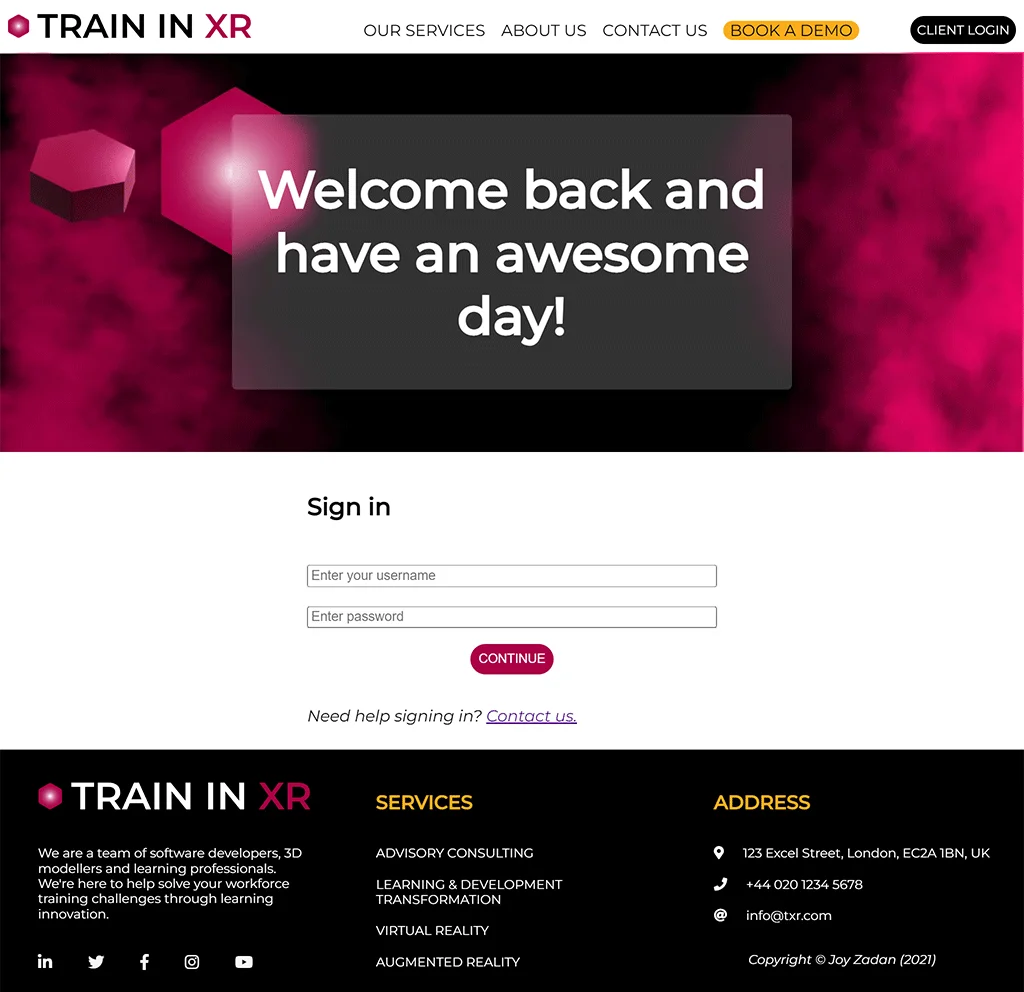 TRAIN IN XR
OUR SERVICES
ABOUT US
CONTACT US
BOOK A DEMO
CLIENT LOGIN
Welcome back and
have an awesome
day!
Sign in
Enter your username
Enter password
CONTINUE
Need help signing in? Contact us.
TRAIN IN XR
We are a team of software developers, 3D
modellers and learning professionals.
We're here to help solve your workforce
training challenges through learning
innovation.
SERVICES
ADVISORY CONSULTING
LEARNING & DEVELOPMENT
TRANSFORMATION
VIRTUAL REALITY
AUGMENTED REALITY
ADDRESS
123 Excel Street, London, EC2A 1BN, UK
+44 020 1234 5678
info@txr.com
Copyright © Joy Zadan (2021)